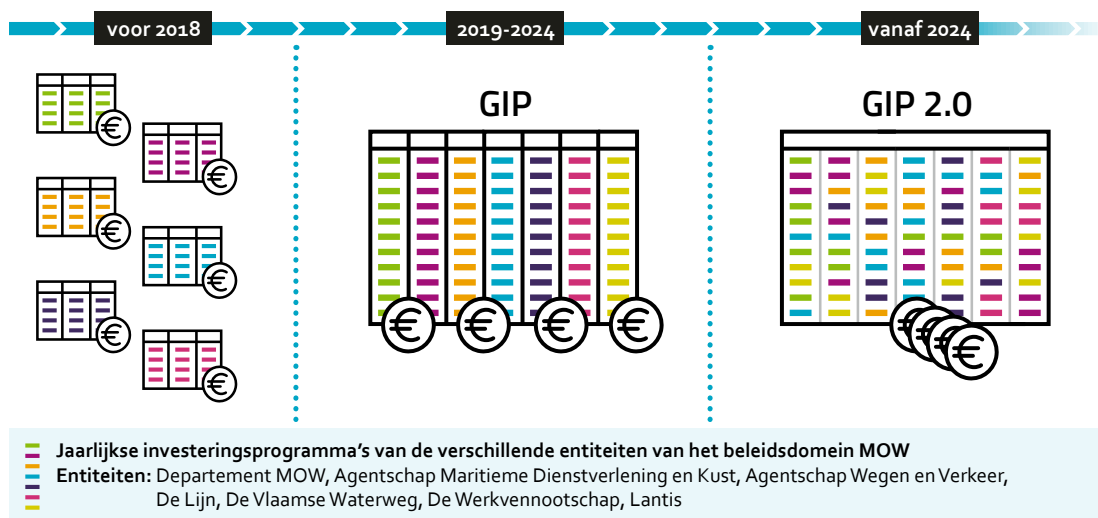 voor 2018
2019-2024
vanaf 2024
GIP
GIP 2.0
€
€
€
€
€
€
€
€
€
€
€
€
€
€
Jaarlijkse investeringsprogramma's van de verschillende entiteiten van het beleidsdomein MOW
Entiteiten: Departement MOW, Agentschap Maritieme Dienstverlening en Kust, Agentschap Wegen en Verkeer,
De Lijn, De Vlaamse Waterweg, De Werkvennootschap, Lantis